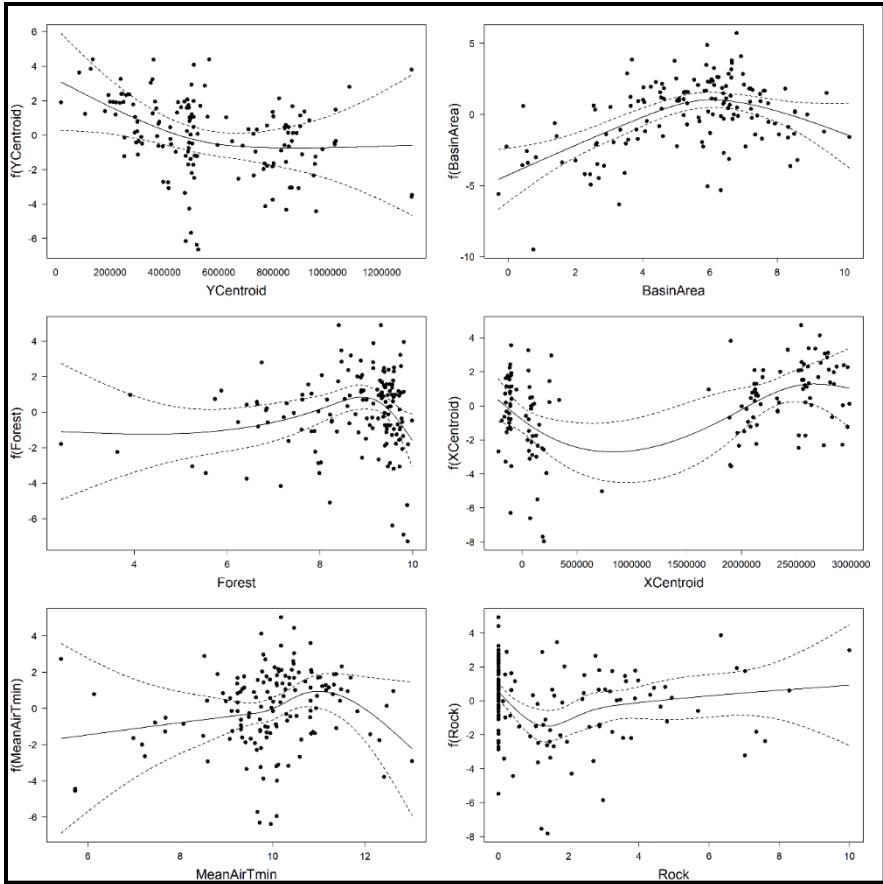 6
4
2
0
-2
-4
-6
f(YCentroid)
0 200000 400000 600000 800000 1000000 1200000
YCentroid
5
0
-5
-10
f(BasinArea)
0 2 4 6 8 10
BasinArea
4
2
0
-2
-4
-6
f(Forest)
4 6 8 10
Forest
4
2
0
-2
-4
-6
-8
f(XCentroid)
0 500000 1000000 1500000 2000000 2500000 3000000
XCentroid
4
2
0
-2
-4
-6
f(MeanAirTmin)
6 8 10 12
MeanAirTmin
4
2
0
-2
-4
-6
-8
f(Rock)
0 2 4 6 8 10
Rock